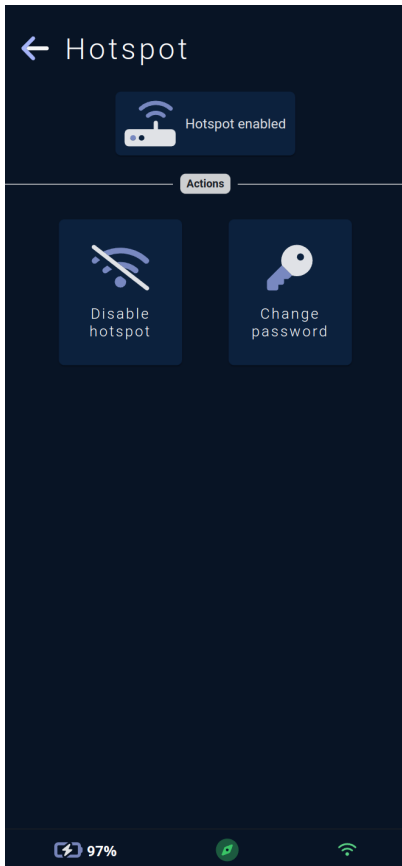 Hotspot
Hotspot enabled
Actions
Disable
hotspot
Change
password
97%